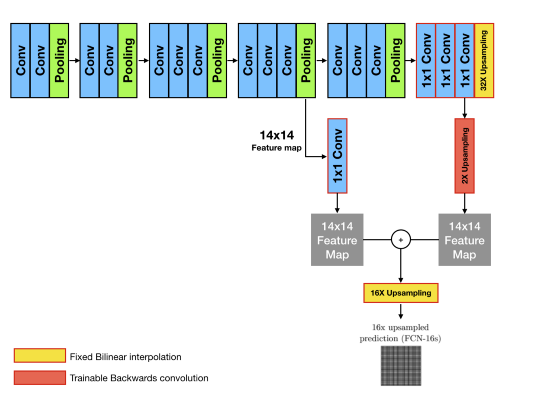 Conv Conv Pooling
Conv Pooling
Conv Conv Conv Pooling
Conv Conv Conv Pooling
Conv Conv Conv Pooling
1x1 Conv 1x1 Conv 1x1 Conv 32X Upsampling
14x14
Feature map
1x1 Conv
2X Upsampling
14x14
Feature
Map
+
14x14
Feature
Map
16X Upsampling
16x upsampled
prediction (FCN-16s)
Fixed Bilinear interpolation
Trainable Backwards convolution